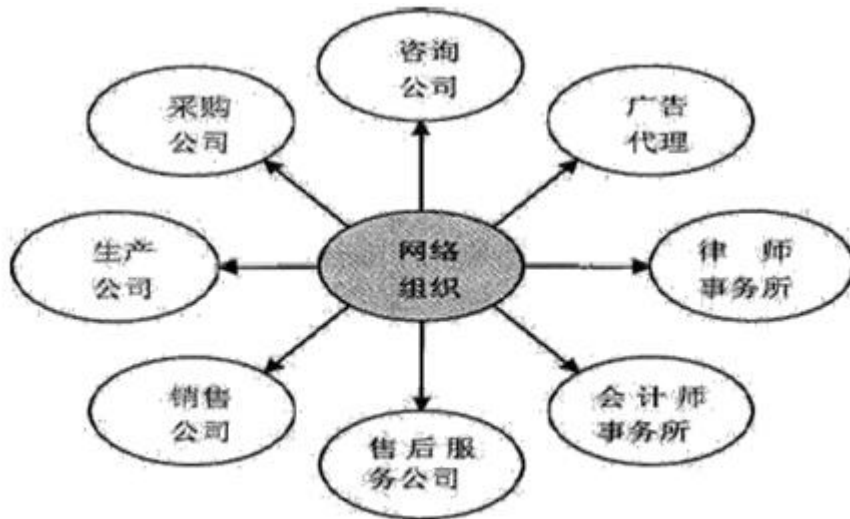 咨询
公司
采购
公司
广告
代理
生产
公司
网络
组织
律师
事务所
销售
公司
售后服
务公司
会计师
事务所